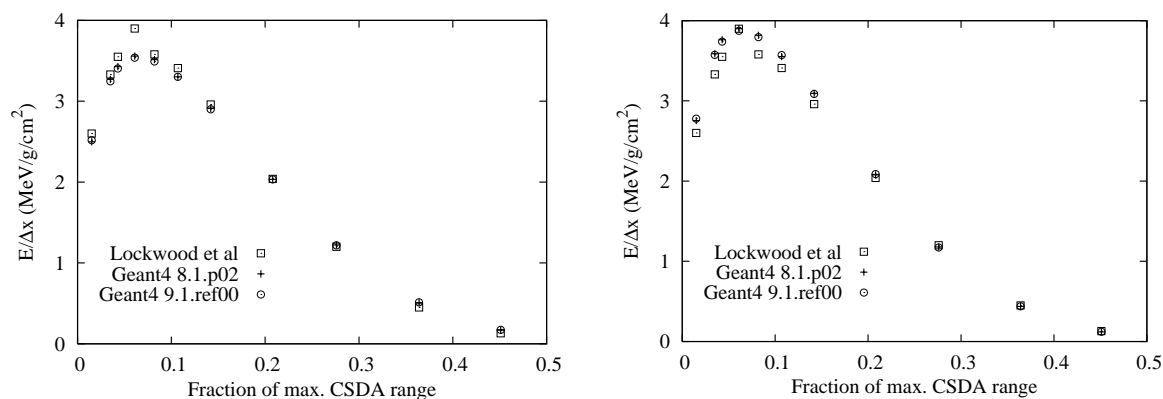 4
3
2
1
0
E/Δx (MeV/g/cm²)
Lockwood et al
Geant4 8.1.p02
Geant4 9.1.ref00
0 0.1 0.2 0.3 0.4 0.5
Fraction of max. CSDA range
4
3
2
1
0
E/Δx (MeV/g/cm²)
Lockwood et al
Geant4 8.1.p02
Geant4 9.1.ref00
0 0.1 0.2 0.3 0.4 0.5
Fraction of max. CSDA range